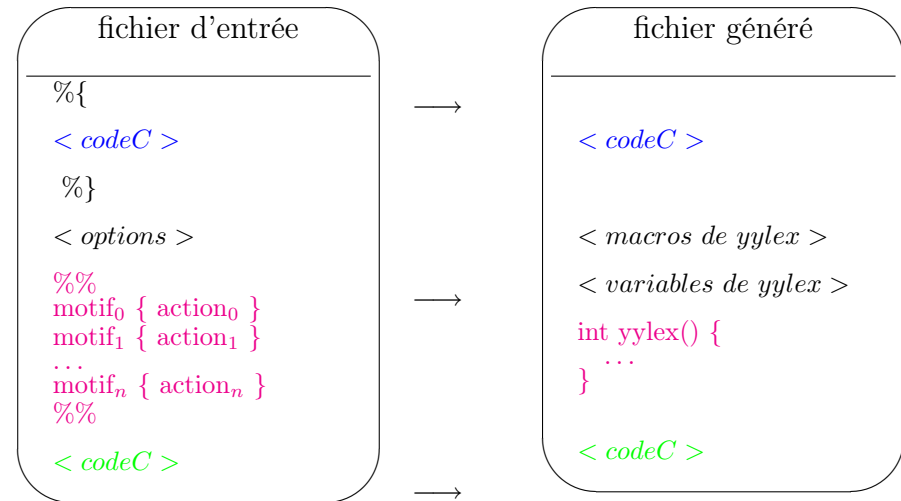 fichier d'entrée
%{
< codeC >
%}
< options >
%%
motif₀ { action₀ }
motif₁ { action₁ }
...
motifₙ { actionₙ }
%%
< codeC >
⟶
⟶
⟶
fichier généré
< codeC >
< macros de yylex >
< variables de yylex >
int yylex() {
...
}
< codeC >